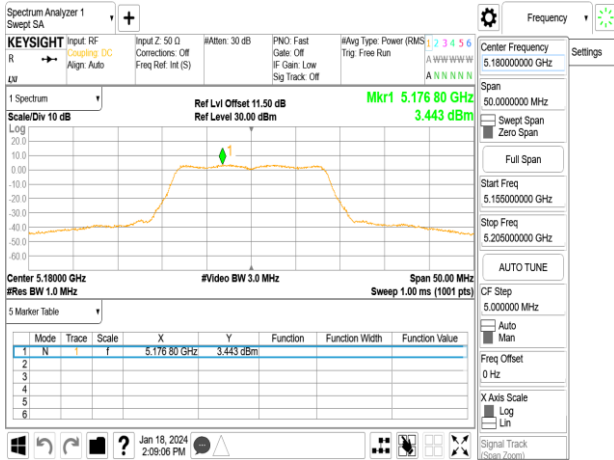 Spectrum Analyzer 1
Swept SA
+
Frequency
KEYSIGHT
R
Input: RF
Coupling: DC
Align: Auto
Input Z: 50 Ω
Corrections: Off
Freq Ref: Int (S)
#Atten: 30 dB
PNO: Fast
Gate: Off
IF Gain: Low
Sig Track: Off
#Avg Type: Power (RMS
Trig: Free Run
1 2 3 4 5 6
A W W W W W
A N N N N N
LXI
1 Spectrum
Scale/Div 10 dB
Ref Lvl Offset 11.50 dB
Ref Level 30.00 dBm
Mkr1 5.176 80 GHz
3.443 dBm
Log
20.0
10.0
0.00
-10.0
-20.0
-30.0
-40.0
-50.0
-60.0
1
Center 5.18000 GHz
#Res BW 1.0 MHz
#Video BW 3.0 MHz
Span 50.00 MHz
Sweep 1.00 ms (1001 pts)
5 Marker Table
Mode Trace Scale X Y Function Function Width Function Value
1 N 1 f 5.176 80 GHz 3.443 dBm
2
3
4
5
6
?
Jan 18, 2024
2:09:06 PM
Center Frequency
5.180000000 GHz
Settings
Span
50.0000000 MHz
Swept Span
Zero Span
Full Span
Start Freq
5.155000000 GHz
Stop Freq
5.205000000 GHz
AUTO TUNE
CF Step
5.000000 MHz
Auto
Man
Freq Offset
0 Hz
X Axis Scale
Log
Lin
Signal Track
(Span Zoom)